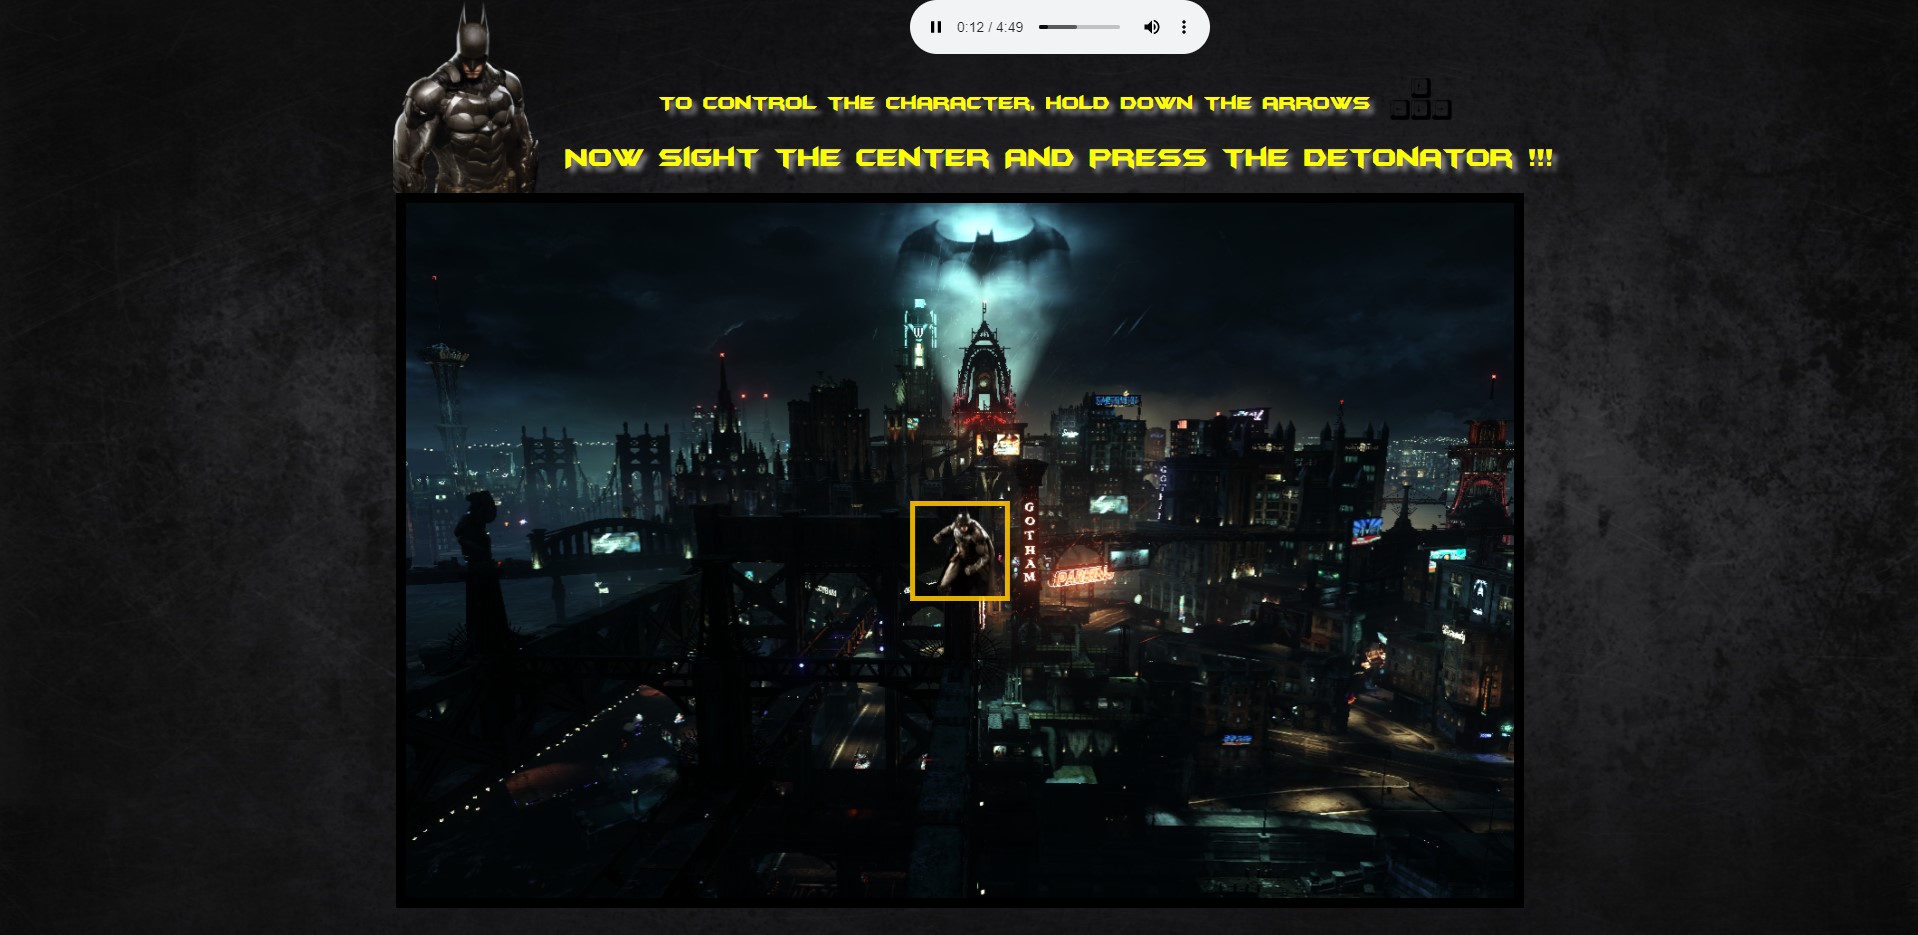 0:12 / 4:49
TO CONTROL THE CHARACTER, HOLD DOWN THE ARROWS
NOW SIGHT THE CENTER AND PRESS THE DETONATOR !!!
GOTHAM